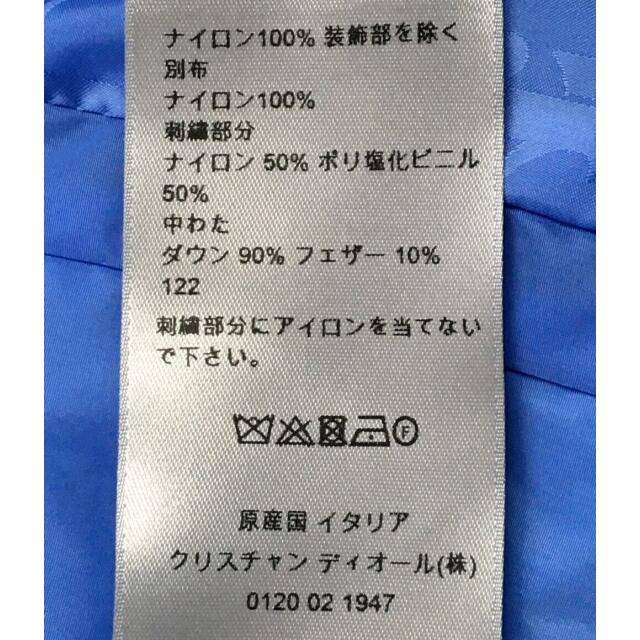 ナイロン100% 装飾部を除く
別布
ナイロン100%
刺繍部分
ナイロン 50% ポリ塩化ビニル
50%
中わた
ダウン 90% フェザー 10%
122
刺繍部分にアイロンを当てない
で下さい。
F
原産国 イタリア
クリスチャン ディオール(株)
0120 02 1947